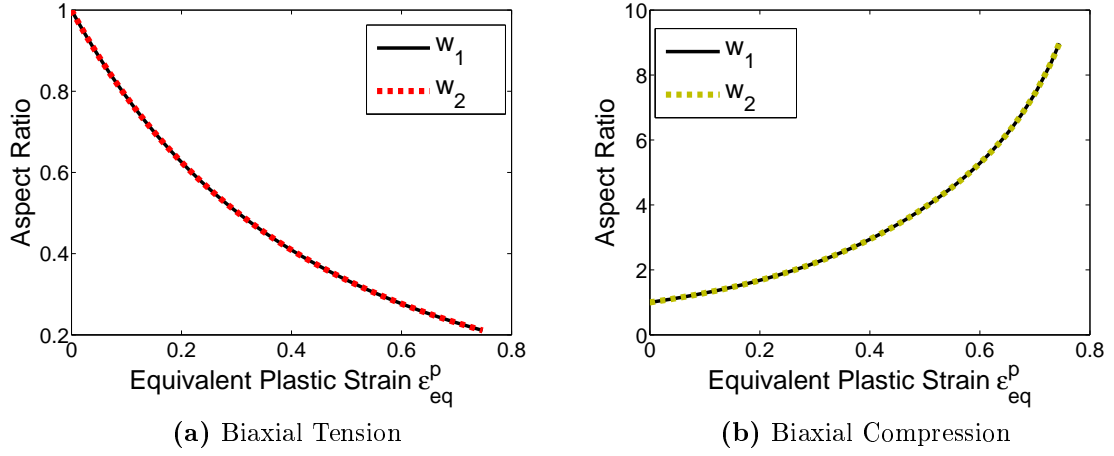 1
0.8
0.6
0.4
0.2
0 0.2 0.4 0.6 0.8
Aspect Ratio
Equivalent Plastic Strain ε_eq^p
w_1
w_2
(a) Biaxial Tension
10
8
6
4
2
0
0 0.2 0.4 0.6 0.8
Aspect Ratio
Equivalent Plastic Strain ε_eq^p
w_1
w_2
(b) Biaxial Compression